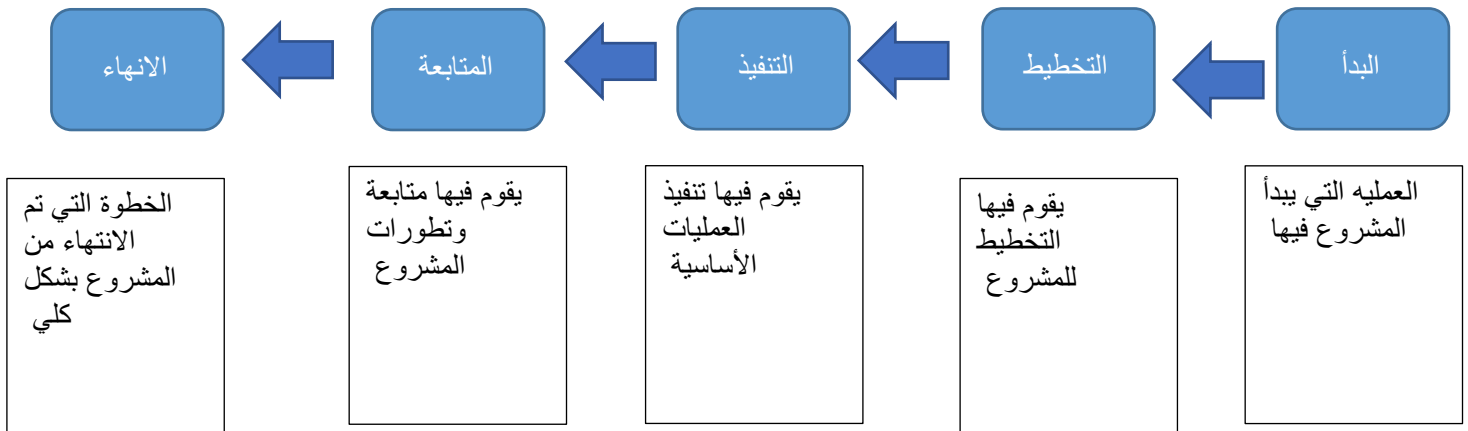 البدأ
التخطيط
التنفيذ
المتابعة
الانهاء
العمليه التي يبدأ
المشروع فيها
يقوم فيها
التخطيط
للمشروع
يقوم فيها تنفيذ
العمليات
الأساسية
يقوم فيها متابعة
وتطورات
المشروع
الخطوة التي تم
الانتهاء من
المشروع بشكل
كلي